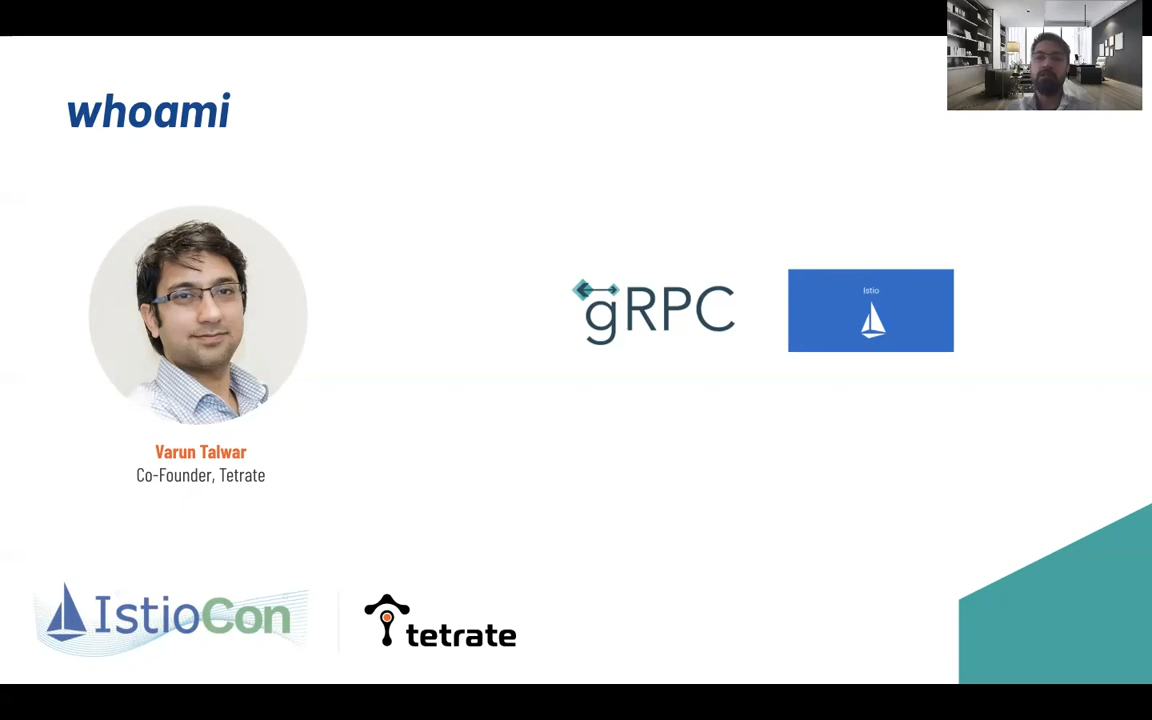 whoami
gRPC
Istio
Varun Talwar
Co-Founder, Tetrate
IstioCon
tetrate